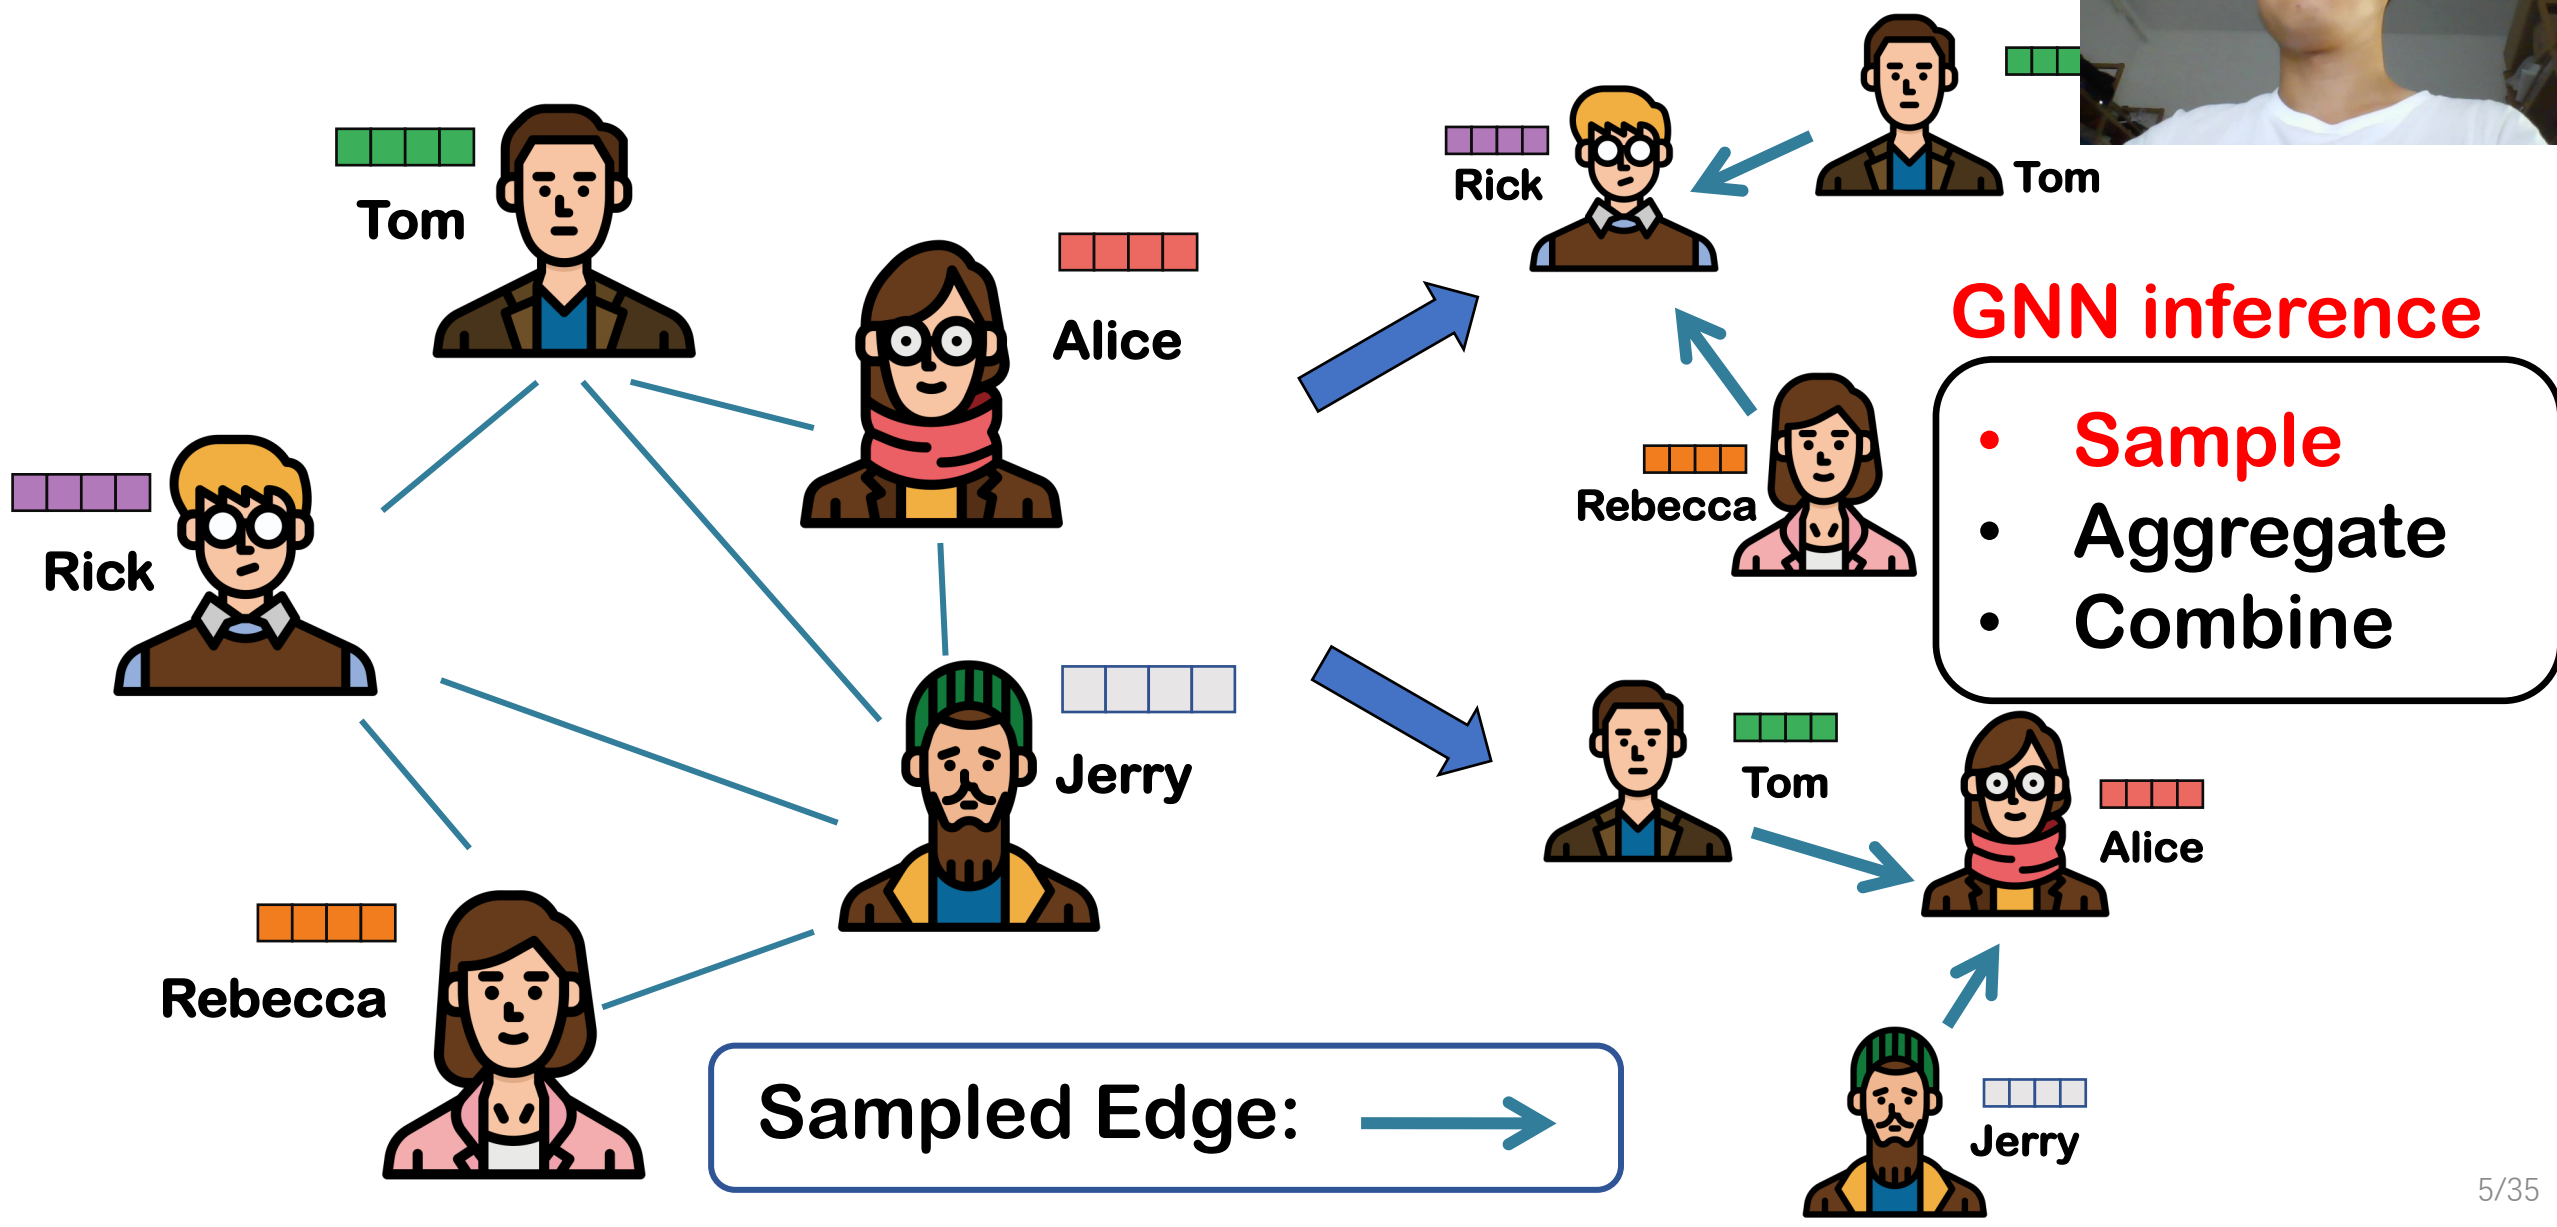 Tom
Alice
Rick
Jerry
Rebecca
Sampled Edge:
Rick
Tom
Rebecca
GNN inference
• Sample
• Aggregate
• Combine
Tom
Alice
Jerry
5/35